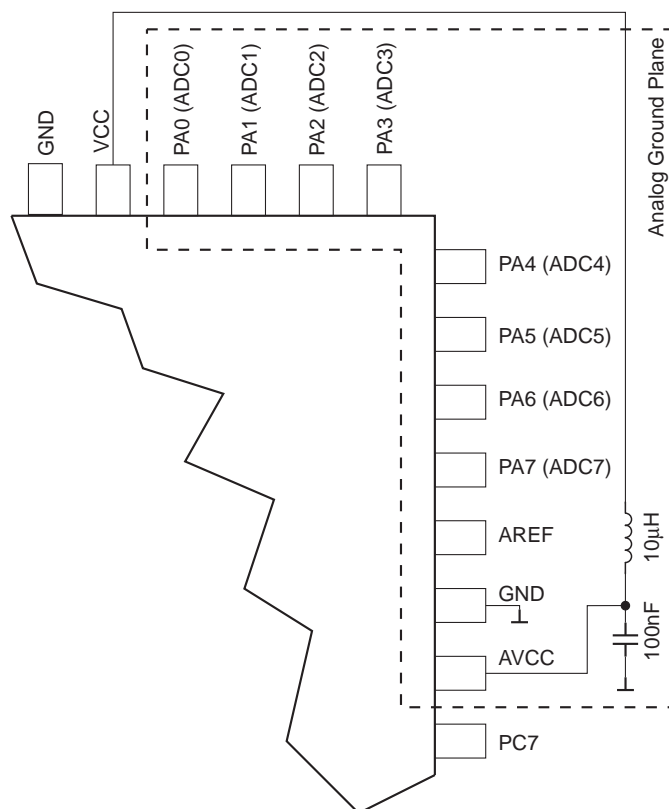 GND
VCC
PA0 (ADC0)
PA1 (ADC1)
PA2 (ADC2)
PA3 (ADC3)
Analog Ground Plane
PA4 (ADC4)
PA5 (ADC5)
PA6 (ADC6)
PA7 (ADC7)
AREF
10μH
GND
AVCC
100nF
PC7